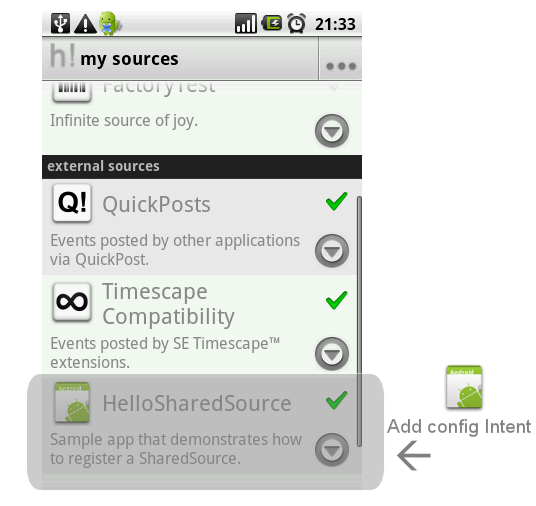 21:33
h! my sources
FactoryTest
Infinite source of joy.
external sources
Q! QuickPosts
Events posted by other applications
via QuickPost.
Timescape
Compatibility
Events posted by SE Timescape™
extensions.
Android
HelloSharedSource
Sample app that demonstrates how
to register a SharedSource.
Android
Add config Intent